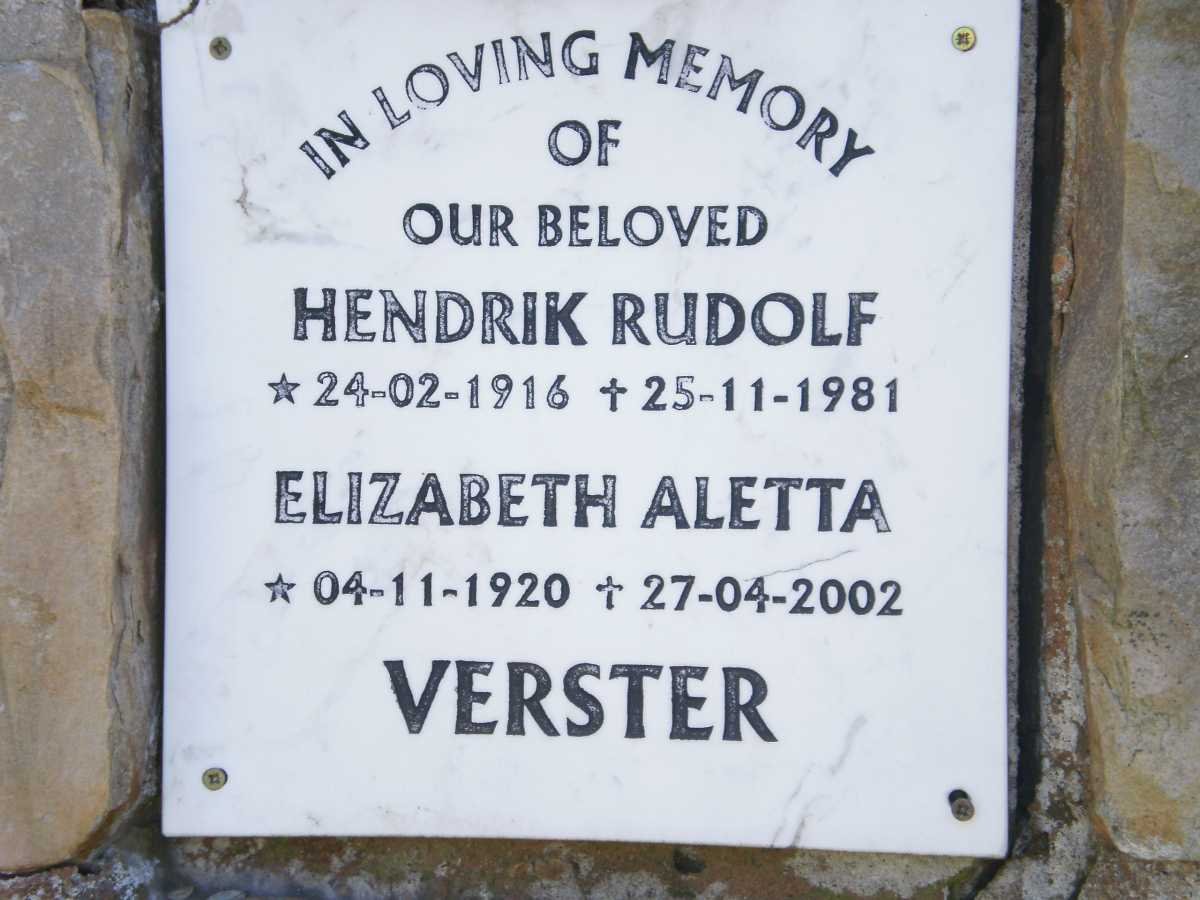 IN LOVING MEMORY
OF
OUR BELOVED
HENDRIK RUDOLF
★ 24-02-1916 ✝ 25-11-1981
ELIZABETH ALETTA
★ 04-11-1920 ✝ 27-04-2002
VERSTER